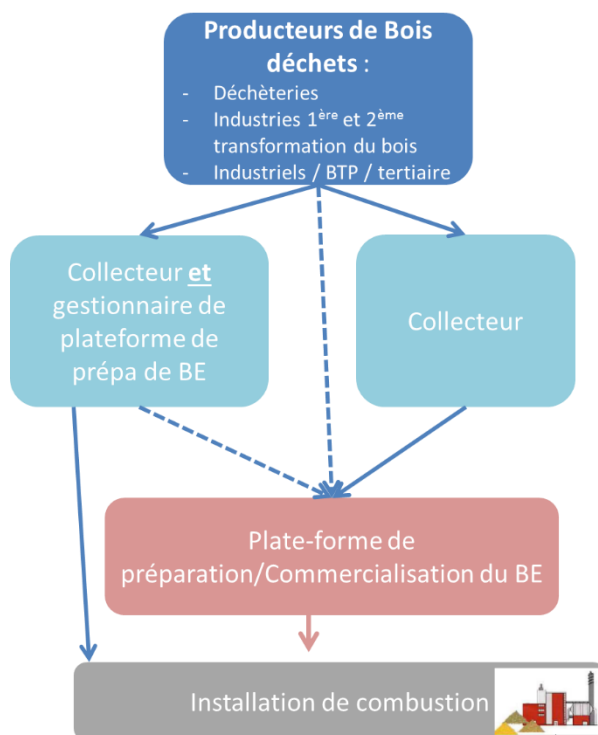 Producteurs de Bois
déchets :
- Déchèteries
- Industries 1ère et 2ème
transformation du bois
- Industriels / BTP / tertiaire
Collecteur et
gestionnaire de
plateforme de
prépa de BE
Collecteur
Plate-forme de
préparation/Commercialisation du BE
Installation de combustion